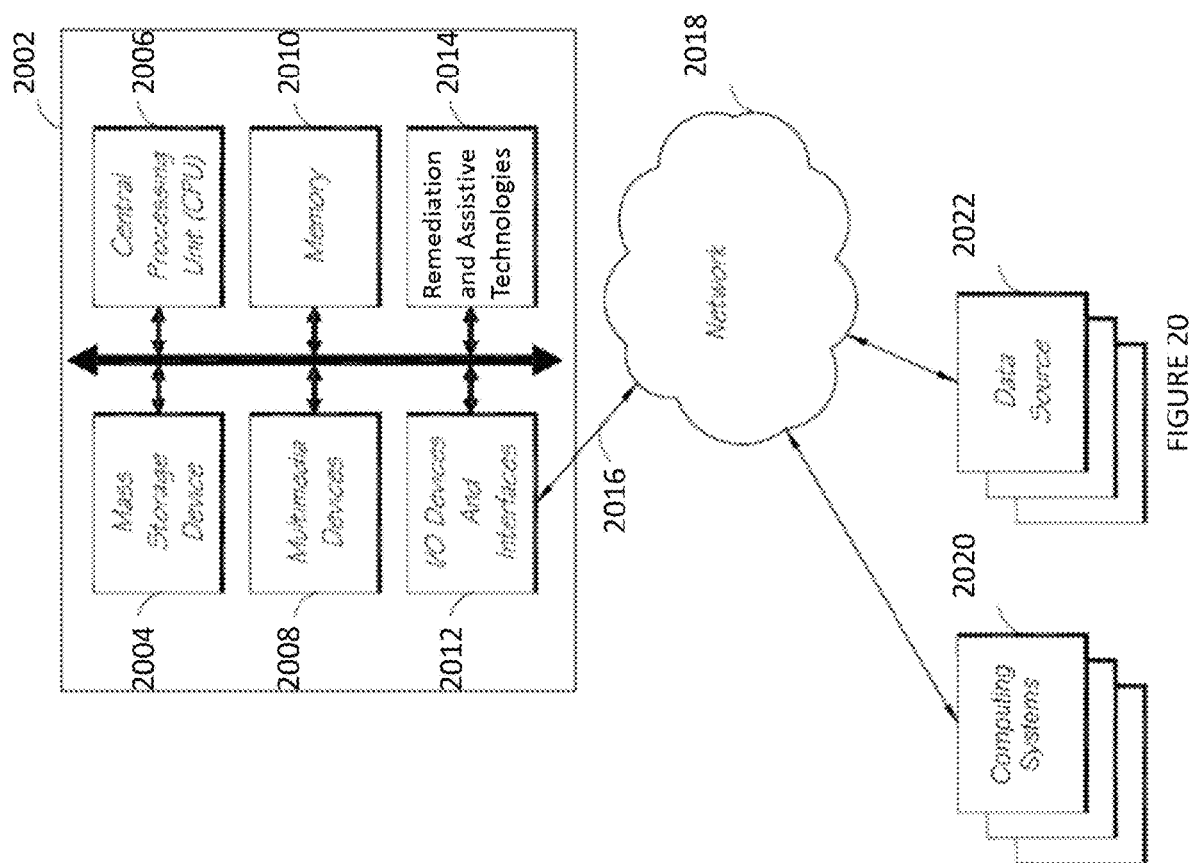 2002
Mass
Storage
Device
2004
Central
Processing
Unit (CPU)
2006
Multimedia
Devices
2008
Memory
2010
I/O Devices
And
Interfaces
2012
Remediation
and Assistive
Technologies
2014
2016
Network
2018
Computing
Systems
2020
Data
Source
2022
FIGURE 20